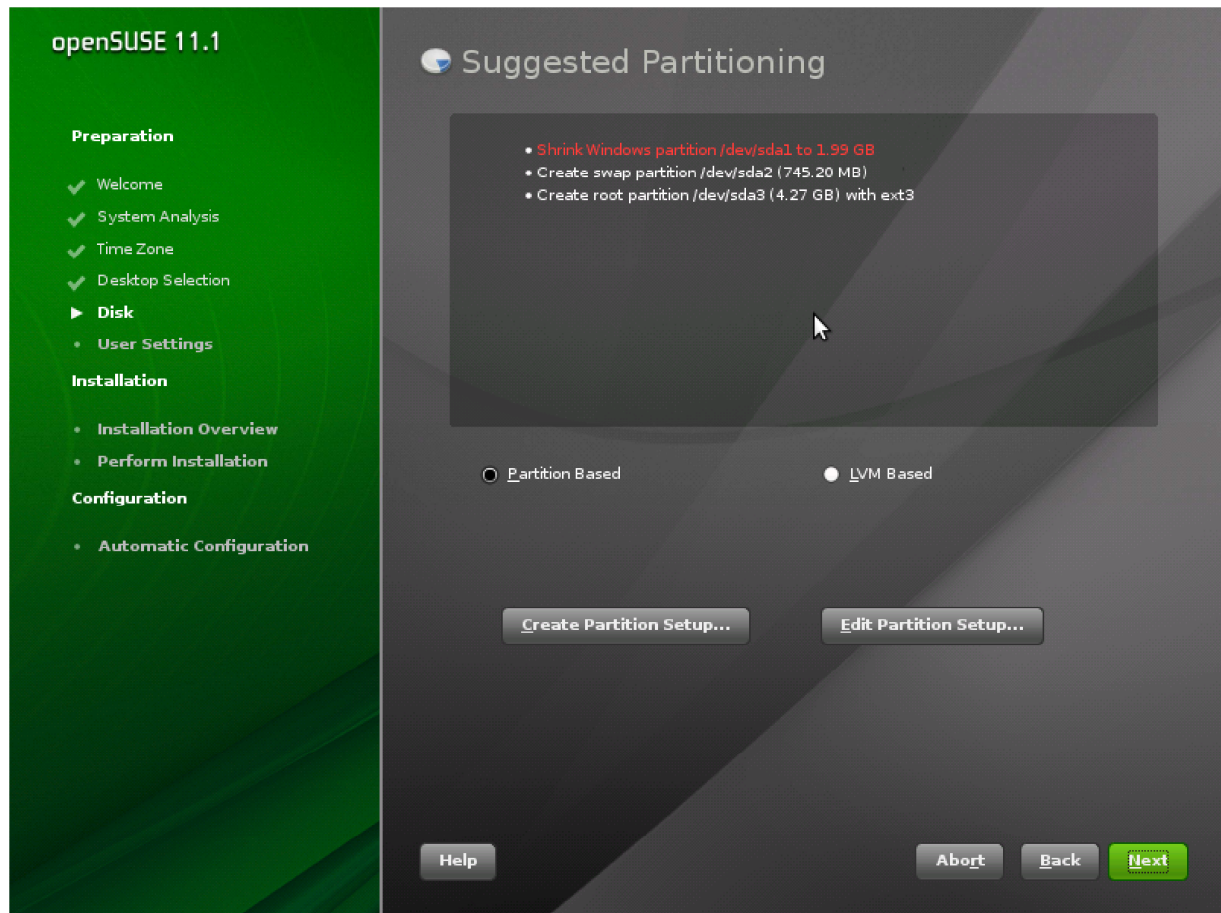 openSUSE 11.1
Preparation
Welcome
System Analysis
Time Zone
Desktop Selection
Disk
User Settings
Installation
Installation Overview
Perform Installation
Configuration
Automatic Configuration
Suggested Partitioning
• Shrink Windows partition /dev/sda1 to 1.99 GB
• Create swap partition /dev/sda2 (745.20 MB)
• Create root partition /dev/sda3 (4.27 GB) with ext3
Partition Based
LVM Based
Create Partition Setup...
Edit Partition Setup...
Help
Abort
Back
Next